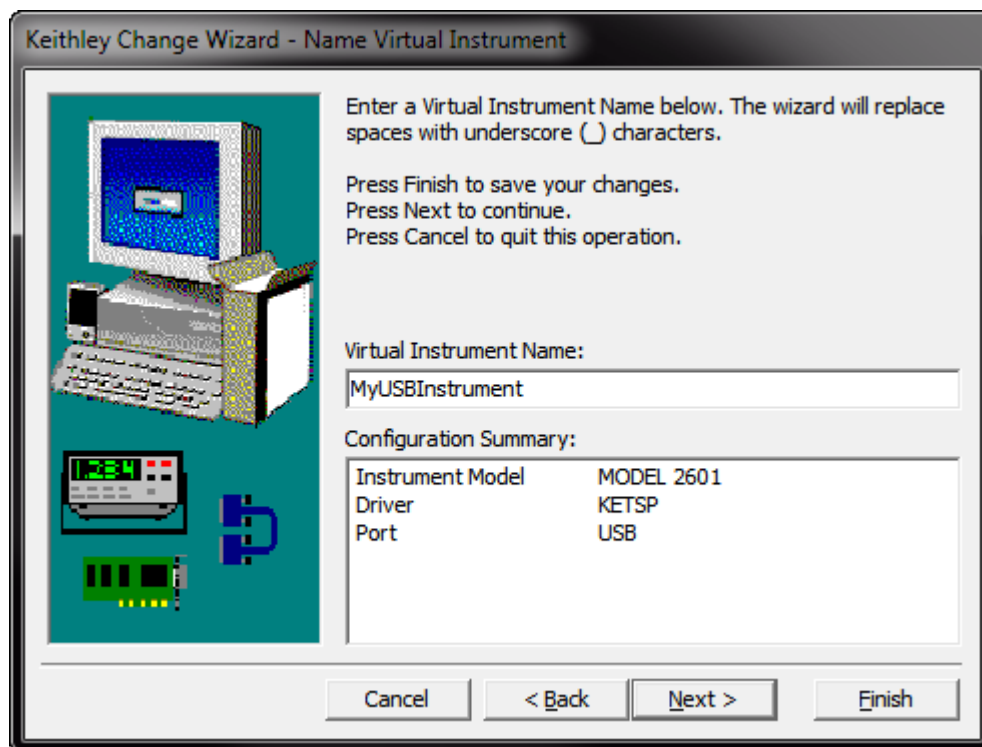 Keithley Change Wizard - Name Virtual Instrument
Enter a Virtual Instrument Name below. The wizard will replace
spaces with underscore (_) characters.
Press Finish to save your changes.
Press Next to continue.
Press Cancel to quit this operation.
Virtual Instrument Name:
MyUSBInstrument
Configuration Summary:
Instrument Model MODEL 2601
Driver KETSP
Port USB
1.234
Cancel < Back Next > Finish